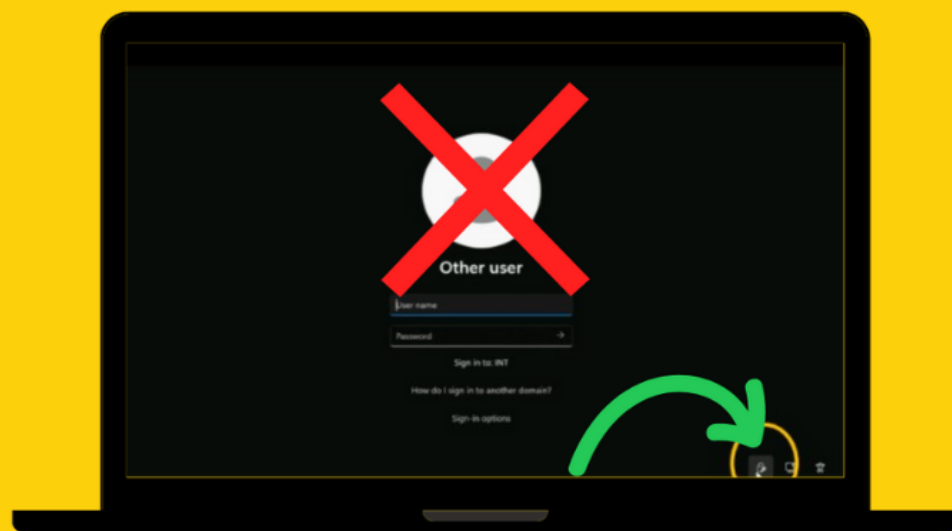 Other user
User name
Password
Sign in to: INT
How do I sign in to another domain?
Sign-in options